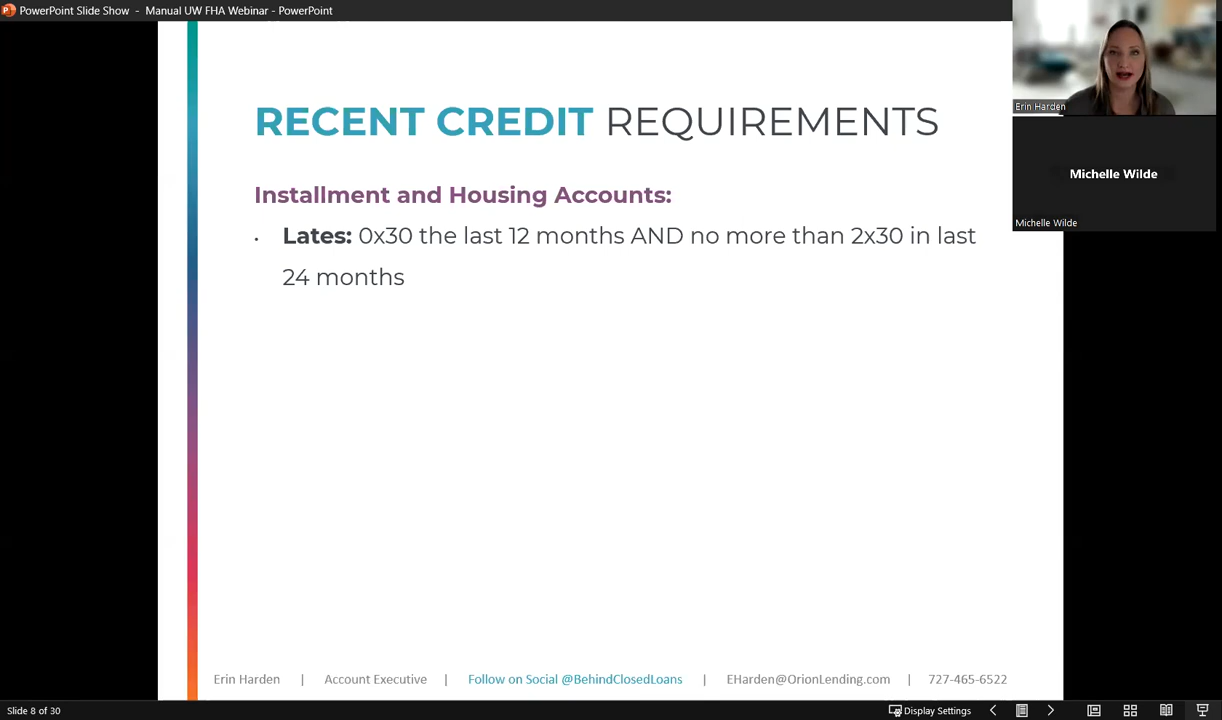 PowerPoint Slide Show - Manual UW FHA Webinar - PowerPoint
RECENT CREDIT REQUIREMENTS
Installment and Housing Accounts:
• Lates: 0x30 the last 12 months AND no more than 2x30 in last
24 months
Erin Harden
Michelle Wilde
Michelle Wilde
Erin Harden | Account Executive | Follow on Social @BehindClosedLoans | EHarden@OrionLending.com | 727-465-6522
Slide 8 of 30
Display Settings